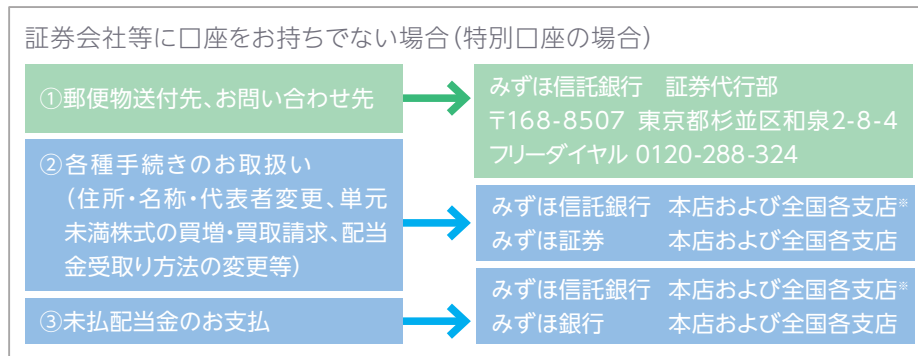 証券会社等に口座をお持ちでない場合(特別口座の場合)
①郵便物送付先、お問い合わせ先
みずほ信託銀行　証券代行部
〒168-8507 東京都杉並区和泉2-8-4
フリーダイヤル 0120-288-324
②各種手続きのお取扱い
(住所・名称・代表者変更、単元
未満株式の買増・買取請求、配当
金受取り方法の変更等)
みずほ信託銀行　本店および全国各支店※
みずほ証券　本店および全国各支店
③未払配当金のお支払
みずほ信託銀行　本店および全国各支店※
みずほ銀行　本店および全国各支店